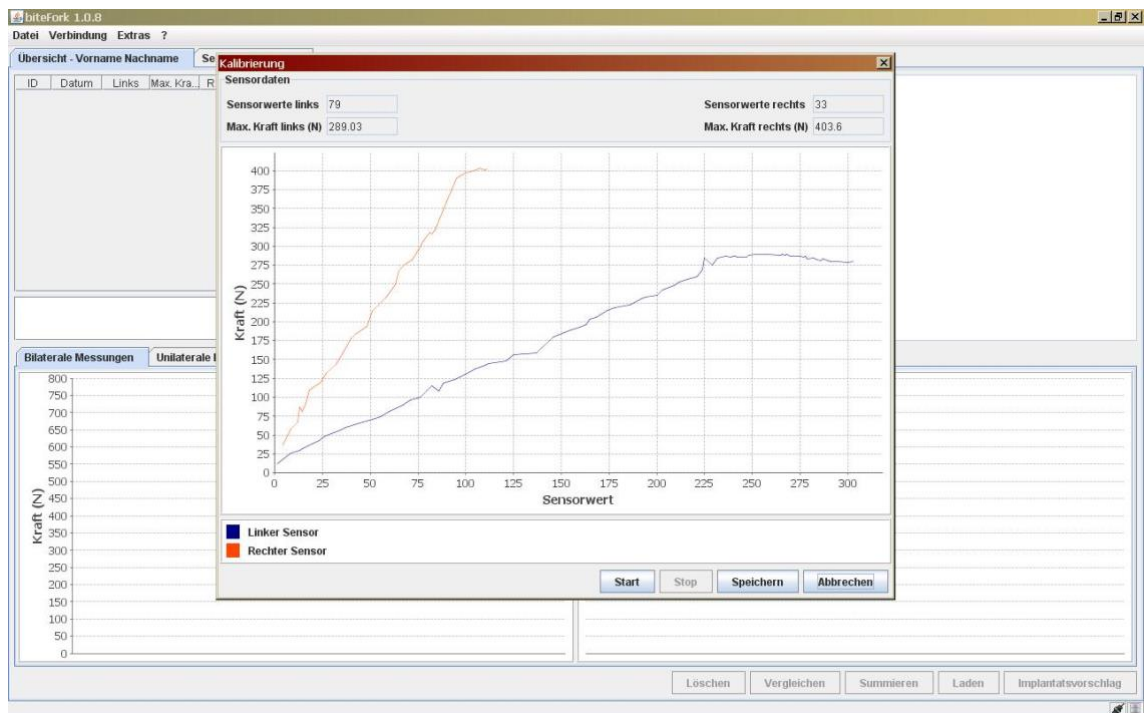 biteFork 1.0.8
Datei Verbindung Extras ?
Übersicht - Vorname Nachname Se
ID Datum Links Max. Kra... R
Kalibrierung
Sensordaten
Sensorwerte links 79 Sensorwerte rechts 33
Max. Kraft links (N) 289.03 Max. Kraft rechts (N) 403.6
400
375
350
325
300
275
250
225
200
175
150
125
100
75
50
25
0
Kraft (N)
0 25 50 75 100 125 150 175 200 225 250 275 300
Sensorwert
Linker Sensor
Rechter Sensor
Start Stop Speichern Abbrechen
Bilaterale Messungen Unilaterale
800
750
700
650
600
550
500
450
400
350
300
250
200
150
100
50
0
Kraft (N)
Löschen Vergleichen Summieren Laden Implantatsvorschlag